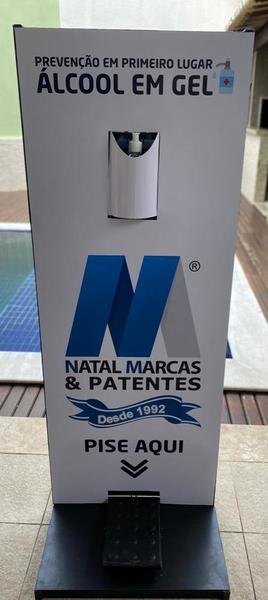 PREVENÇÃO EM PRIMEIRO LUGAR
ÁLCOOL EM GEL
®
NATAL MARCAS
& PATENTES
Desde 1992
PISE AQUI